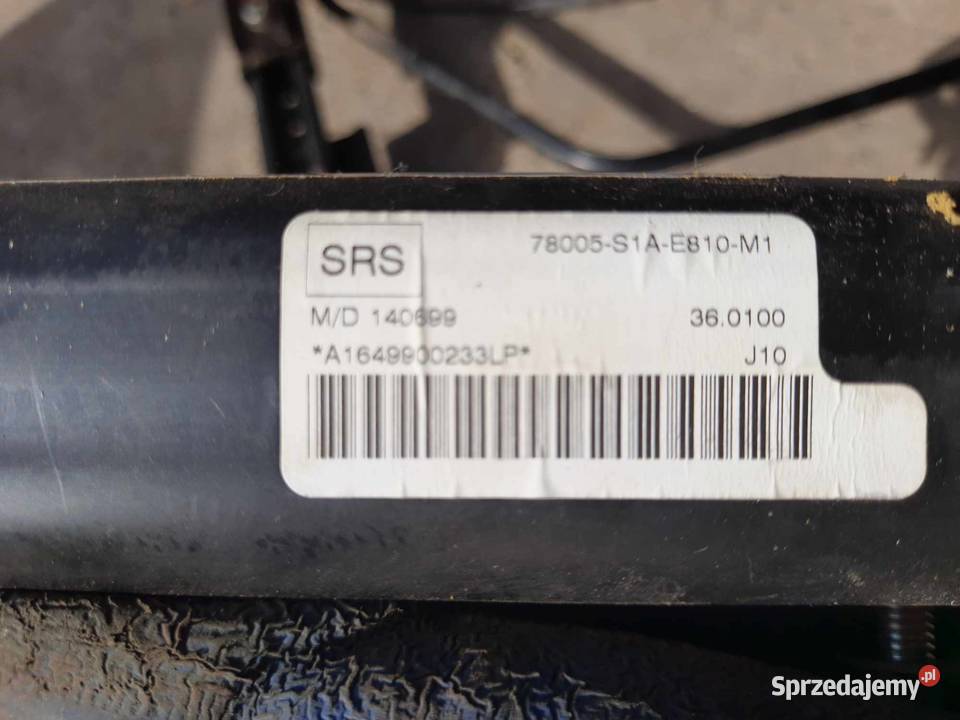 SRS
78005-S1A-E810-M1
M/D 140699
36.0100
*A1649900233LP*
J10
Sprzedajemy.pl